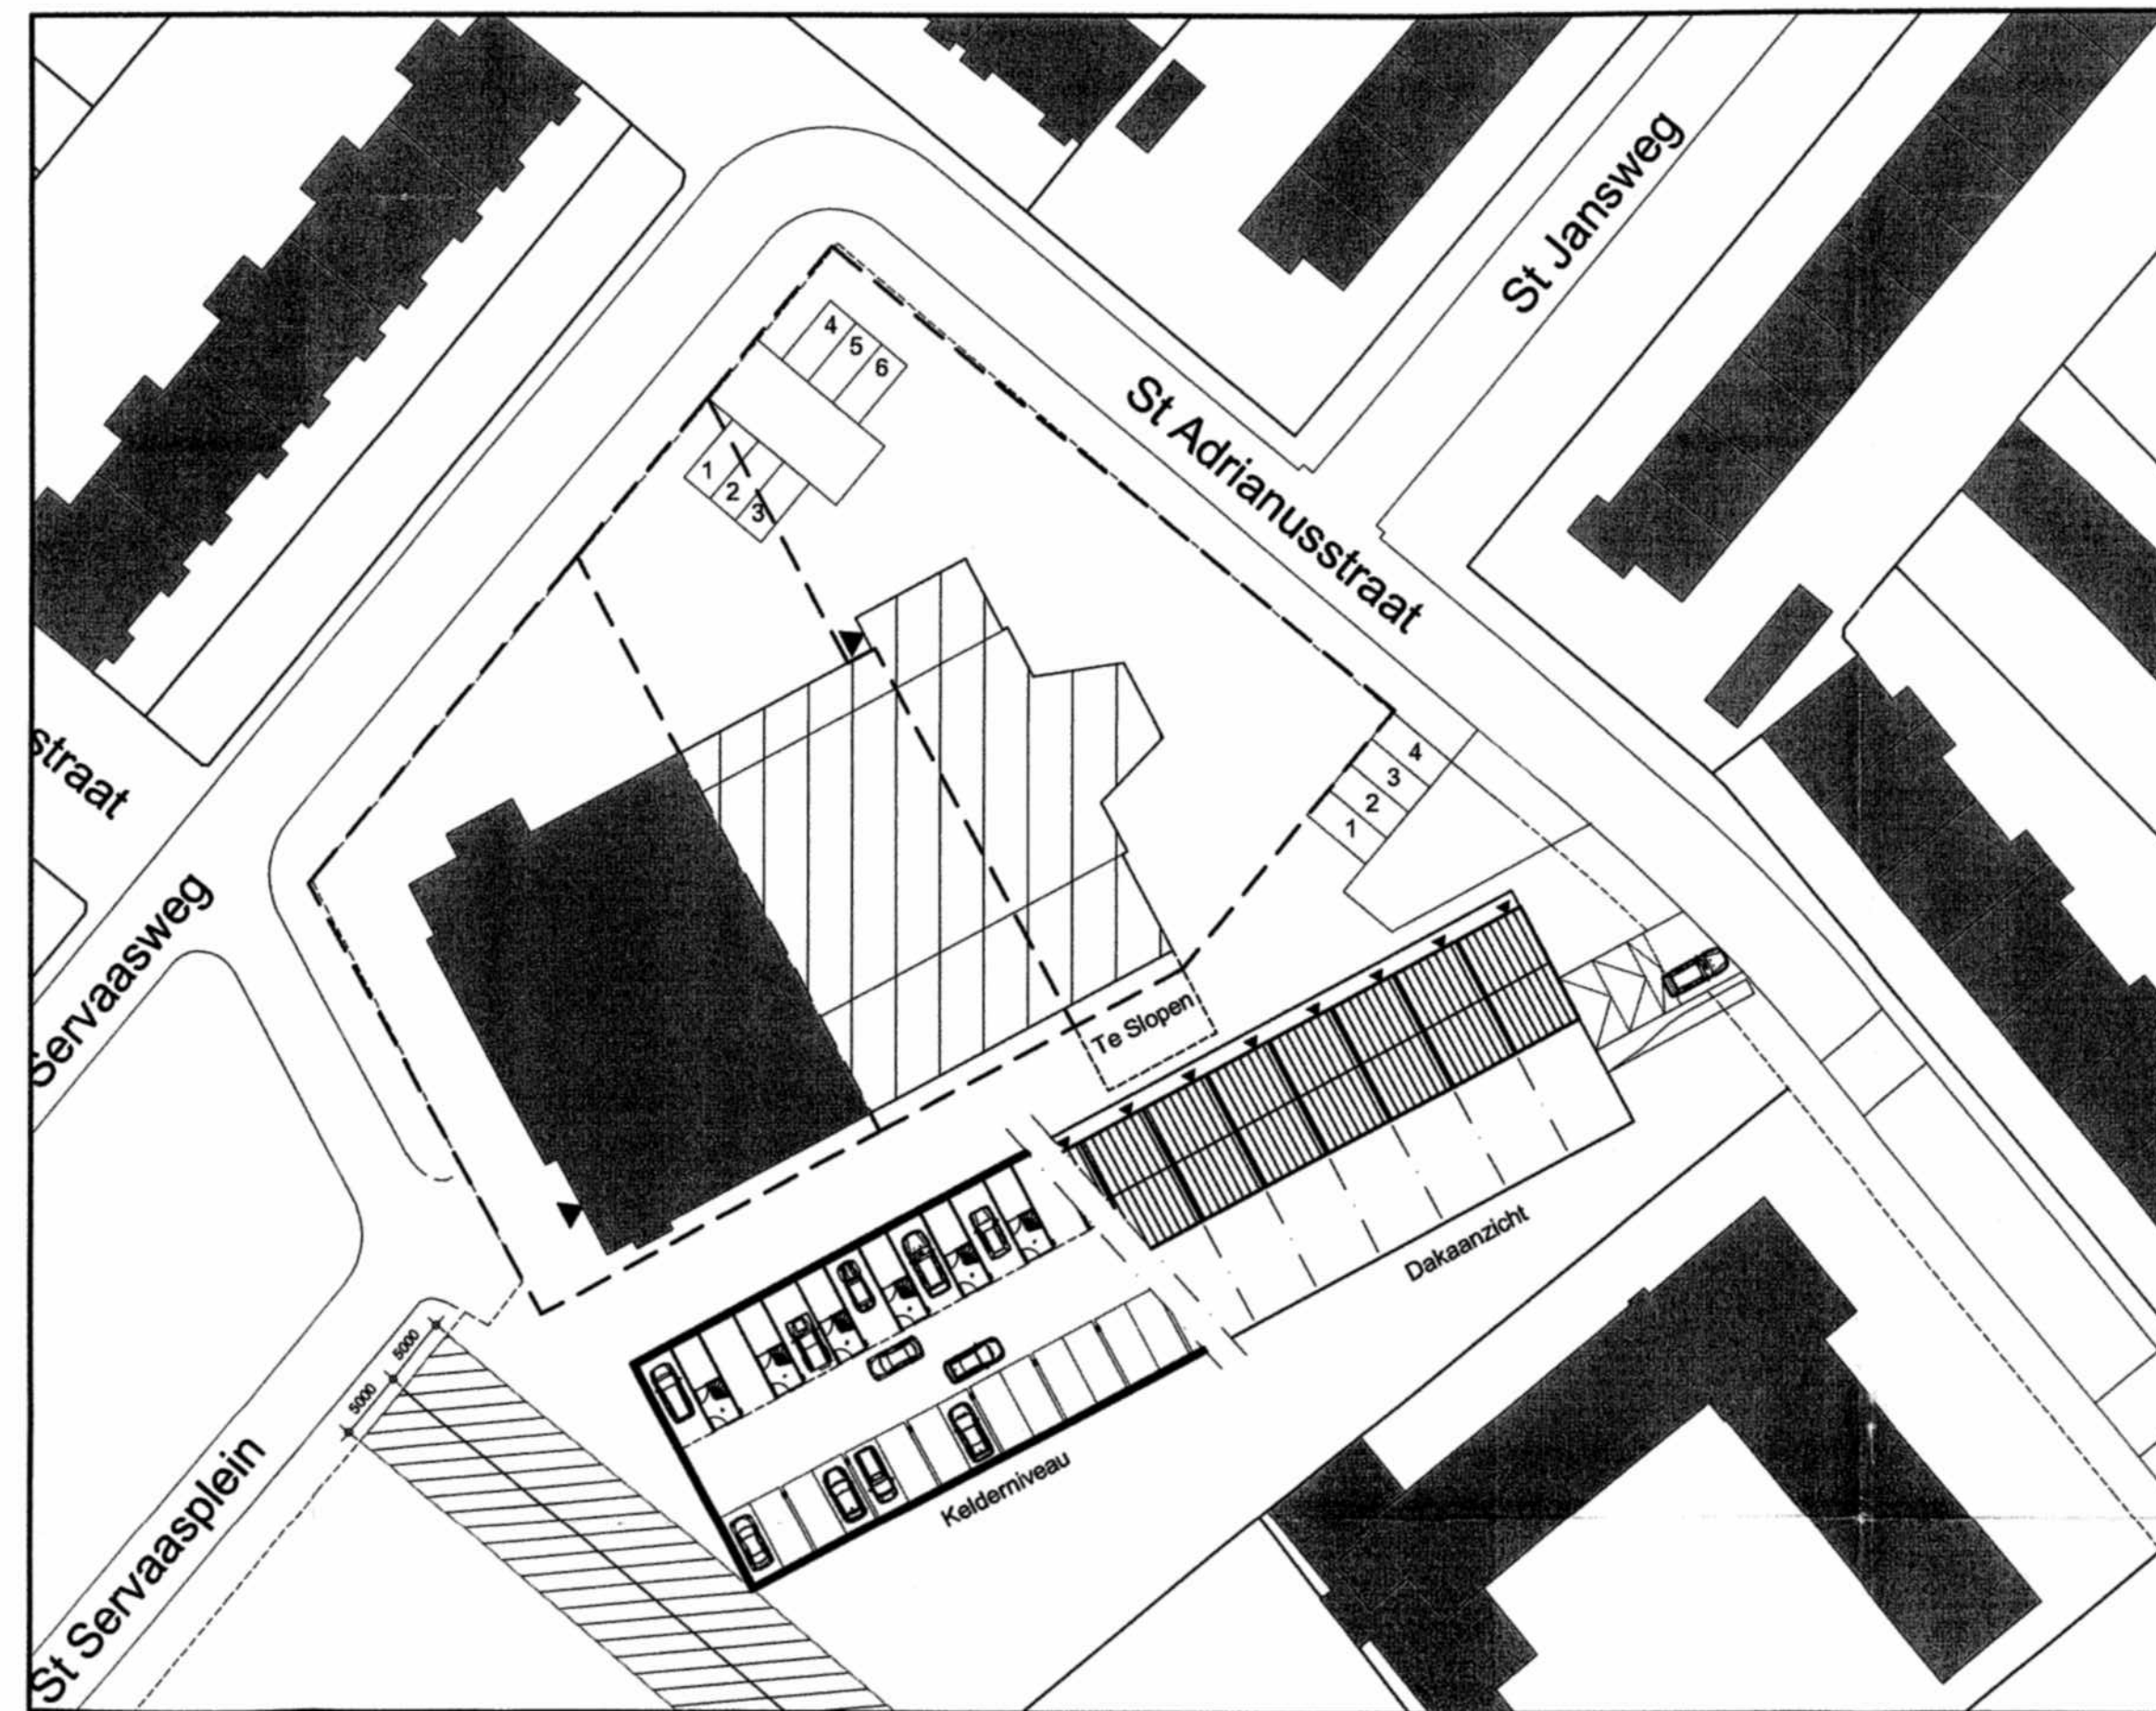 St Jansweg
4
5
6
St Adrianusstraat
1
2
3
straat
4
3
2
1
Servaasweg
Te Slopen
Dakaanzicht
5000
5000
Kelderniveau
St Servaasplein